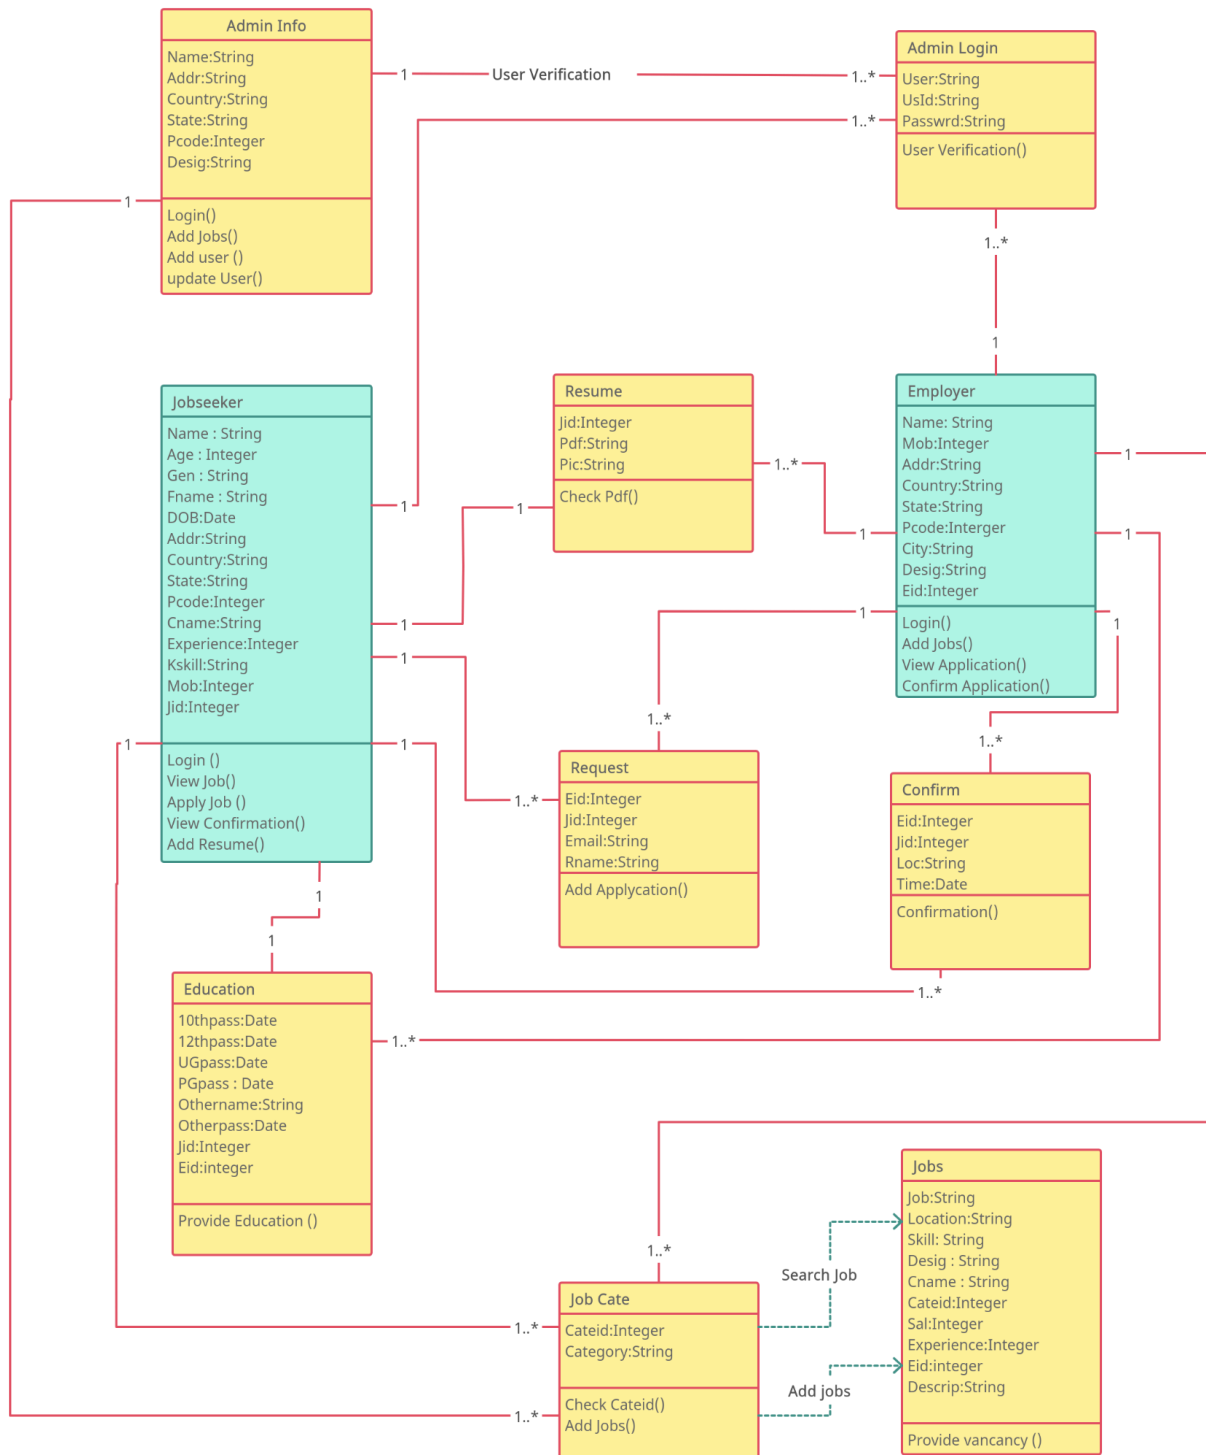 Admin Info
Name:String
Addr:String
Country:String
State:String
Pcode:Integer
Desig:String
Login()
Add Jobs()
Add user ()
update User()
1
User Verification
1..*
1..*
1
Admin Login
User:String
UsId:String
Passwrd:String
User Verification()
1..*
1
Jobseeker
Name : String
Age : Integer
Gen : String
Fname : String
DOB:Date
Addr:String
Country:String
State:String
Pcode:Integer
Cname:String
Experience:Integer
Kskill:String
Mob:Integer
Jid:Integer
Login ()
View Job()
Apply Job ()
View Confirmation()
Add Resume()
1
1
1
1
1
1
1
Resume
Jid:Integer
Pdf:String
Pic:String
Check Pdf()
1..*
1
1
Employer
Name: String
Mob:Integer
Addr:String
Country:String
State:String
Pcode:Interger
City:String
Desig:String
Eid:Integer
Login()
Add Jobs()
View Application()
Confirm Application()
1
1
1
1..*
1..*
1..*
Request
Eid:Integer
Jid:Integer
Email:String
Rname:String
Add Applycation()
Confirm
Eid:Integer
Jid:Integer
Loc:String
Time:Date
Confirmation()
1..*
1
Education
10thpass:Date
12thpass:Date
UGpass:Date
PGpass : Date
Othername:String
Otherpass:Date
Jid:Integer
Eid:integer
Provide Education ()
1..*
1..*
1..*
1..*
Job Cate
Cateid:Integer
Category:String
Check Cateid()
Add Jobs()
Search Job
Add jobs
Jobs
Job:String
Location:String
Skill: String
Desig : String
Cname : String
Cateid:Integer
Sal:Integer
Experience:Integer
Eid:integer
Descrip:String
Provide vancancy ()